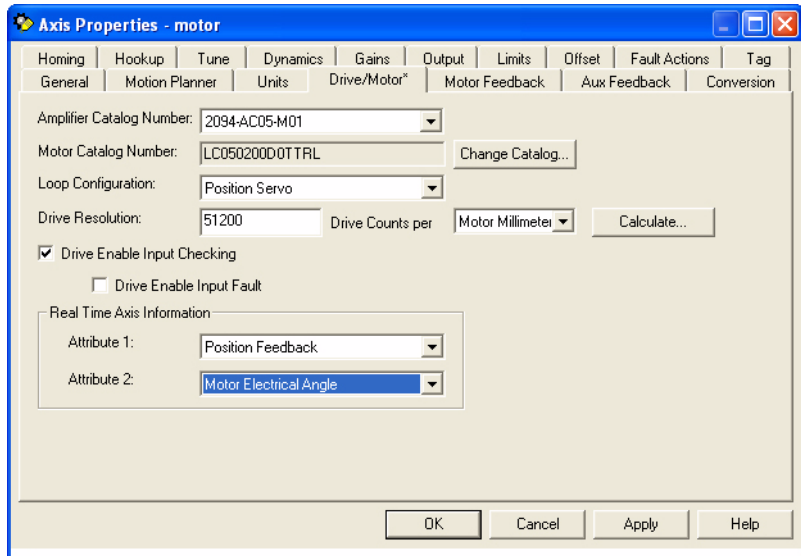 Axis Properties - motor
Homing Hookup Tune Dynamics Gains Output Limits Offset Fault Actions Tag
General Motion Planner Units Drive/Motor* Motor Feedback Aux Feedback Conversion
Amplifier Catalog Number: 2094-AC05-M01
Motor Catalog Number: LC050200D0TTRL Change Catalog...
Loop Configuration: Position Servo
Drive Resolution: 51200 Drive Counts per Motor Millimeter Calculate...
Drive Enable Input Checking
Drive Enable Input Fault
Real Time Axis Information
Attribute 1: Position Feedback
Attribute 2: Motor Electrical Angle
OK Cancel Apply Help